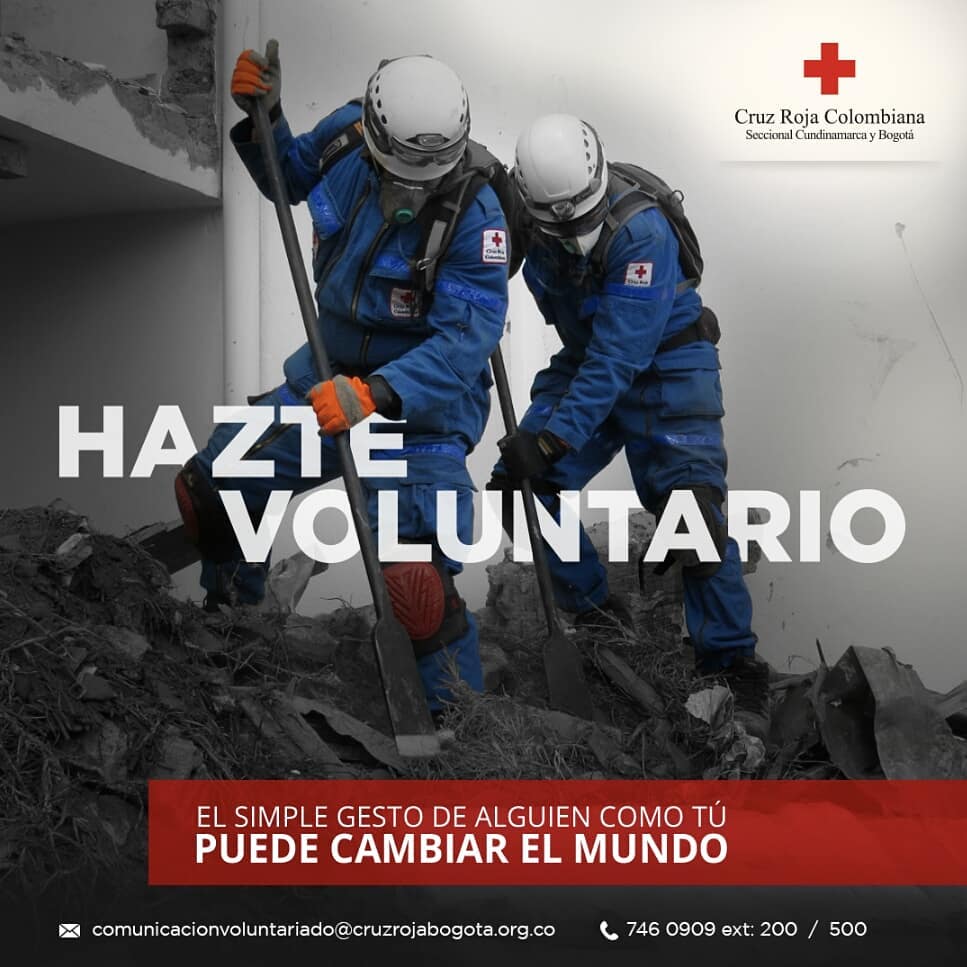 Cruz Roja Colombiana
Seccional Cundinamarca y Bogotá
HAZTE
VOLUNTARIO
EL SIMPLE GESTO DE ALGUIEN COMO TÚ
PUEDE CAMBIAR EL MUNDO
comunicacionvoluntariado@cruzrojabogota.org.co
746 0909 ext: 200 / 500